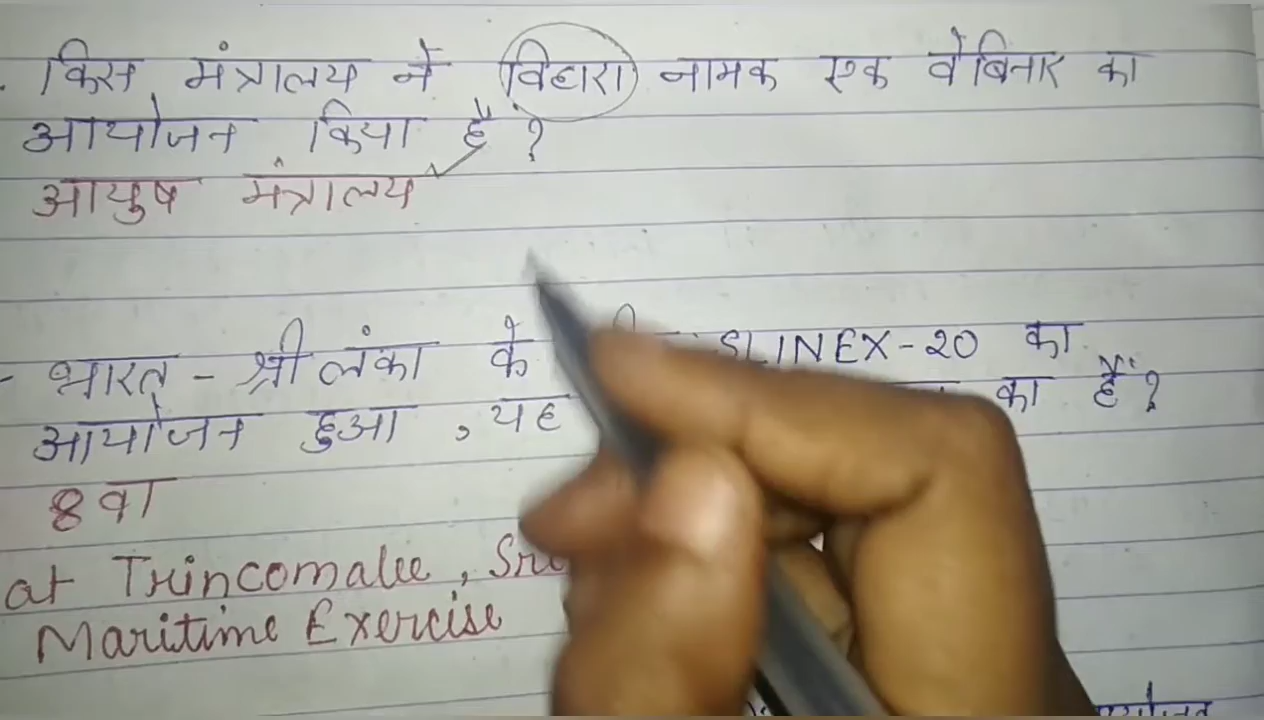 किस मंत्रालय ने विहारा नामक एक वेबिनार का
आयोजन किया है ?
आयुष मंत्रालय
भारत - श्रीलंका के SLINEX-20 का
आयोजन हुआ , यह का है ?
8वा
at Trincomalee , Sri
Maritime Exercise